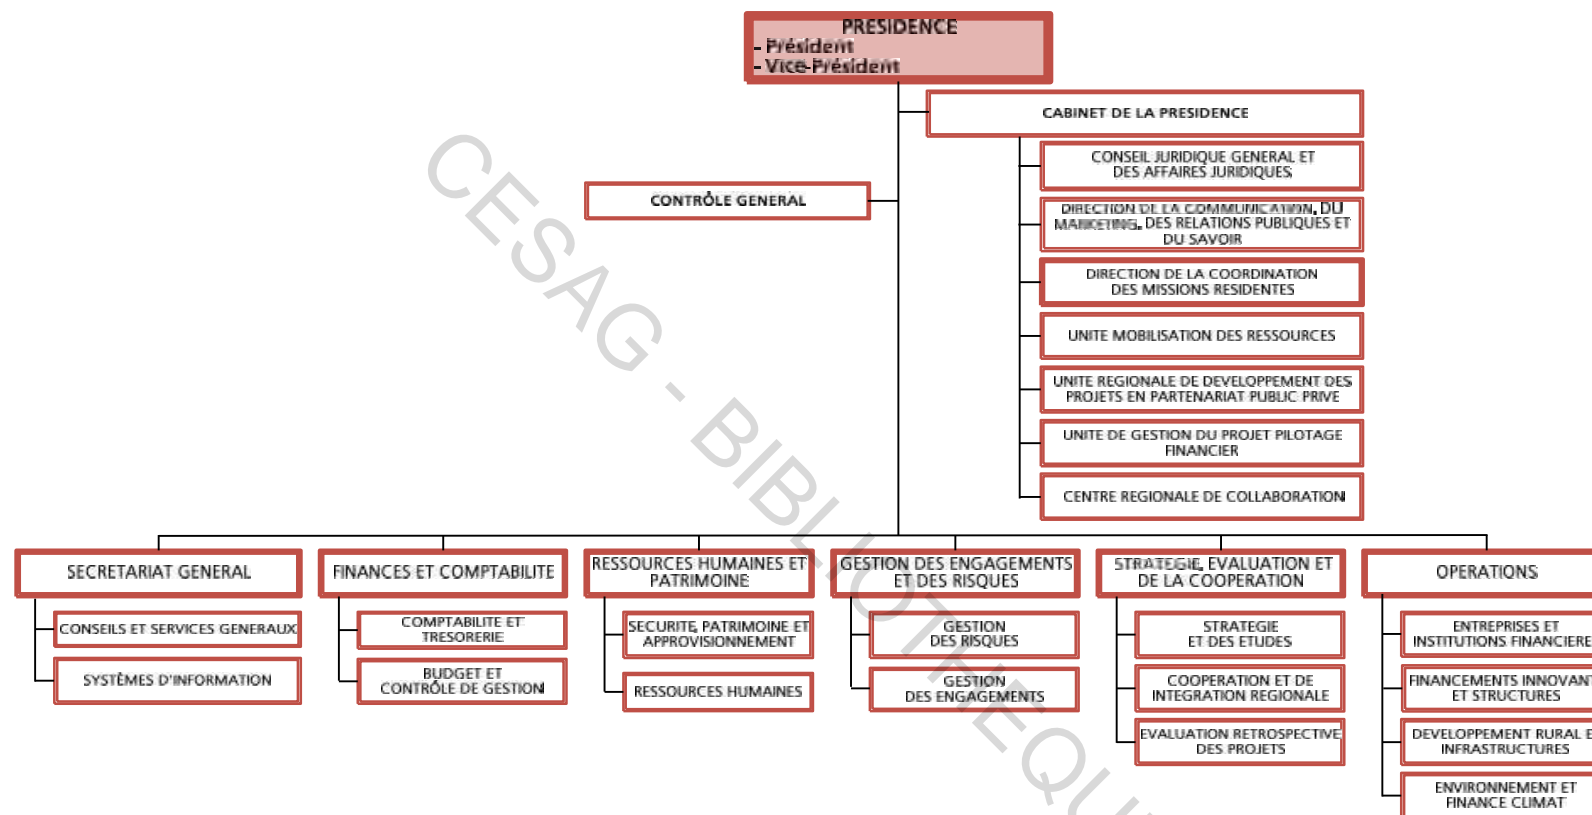 PRESIDENCE
- Président
- Vice-Président
CABINET DE LA PRESIDENCE
CONSEIL JURIDIQUE GENERAL ET
DES AFFAIRES JURIDIQUES
CONTRÔLE GENERAL
DIRECTION DE LA COMMUNICATION, DU
MARKETING, DES RELATIONS PUBLIQUES ET
DU SAVOIR
DIRECTION DE LA COORDINATION
DES MISSIONS RESIDENTES
UNITE MOBILISATION DES RESSOURCES
UNITE REGIONALE DE DEVELOPPEMENT DES
PROJETS EN PARTENARIAT PUBLIC PRIVE
UNITE DE GESTION DU PROJET PILOTAGE
FINANCIER
CENTRE REGIONALE DE COLLABORATION
SECRETARIAT GENERAL
CONSEILS ET SERVICES GENERAUX
SYSTÈMES D'INFORMATION
FINANCES ET COMPTABILITE
COMPTABILITE ET
TRESORERIE
BUDGET ET
CONTRÔLE DE GESTION
RESSOURCES HUMAINES ET
PATRIMOINE
SECURITE, PATRIMOINE ET
APPROVISIONNEMENT
RESSOURCES HUMAINES
GESTION DES ENGAGEMENTS
ET DES RISQUES
GESTION
DES RISQUES
GESTION
DES ENGAGEMENTS
STRATEGIE, EVALUATION ET
DE LA COOPERATION
STRATEGIE
ET DES ETUDES
COOPERATION ET DE
INTEGRATION REGIONALE
EVALUATION RETROSPECTIVE
DES PROJETS
OPERATIONS
ENTREPRISES ET
INSTITUTIONS FINANCIERE
FINANCEMENTS INNOVANT
ET STRUCTURES
DEVELOPPEMENT RURAL E
INFRASTRUCTURES
ENVIRONNEMENT ET
FINANCE CLIMAT
CESAG - BIBLIOTHEQU